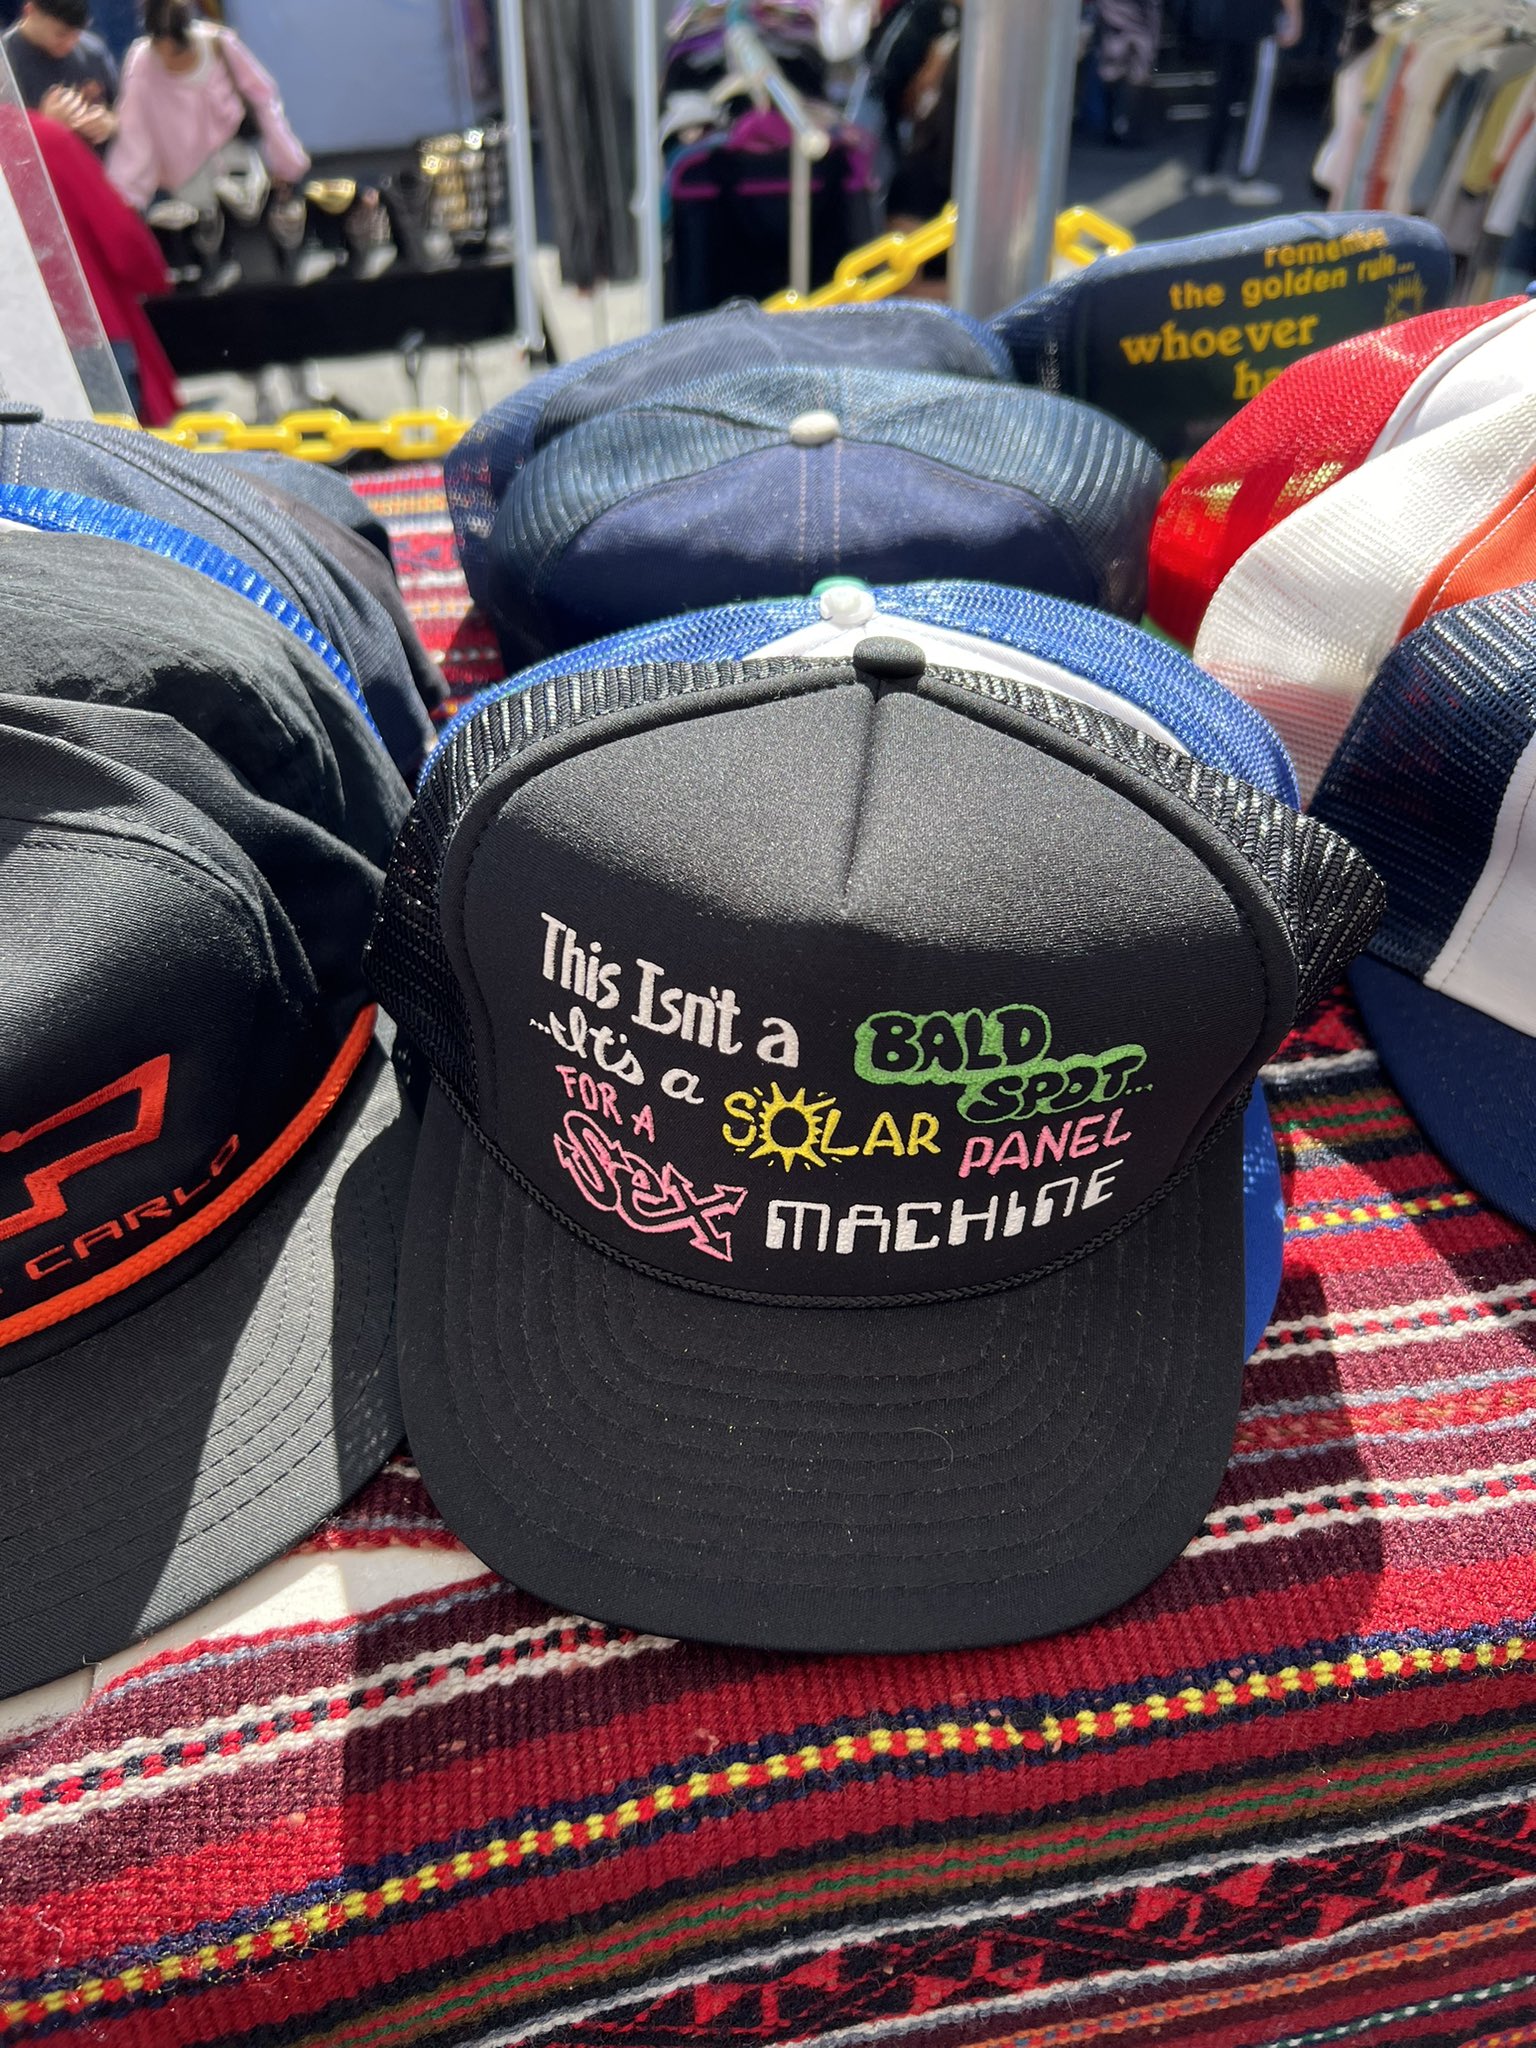 remember
the golden rule...
whoever
This Isn't a BALD SPOT...
...It's a SOLAR PANEL
FOR A
Sex MACHINE
CARLO